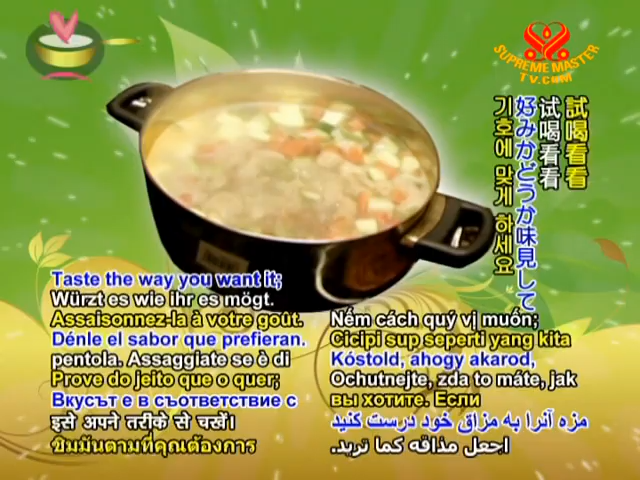 SUPREME MASTER
TV.COM
試喝看看
试喝看看
好みかどうか味見して
기호에 맞게 하세요
Taste the way you want it;
Würzt es wie ihr es mögt.
Assaisonnez-la à votre goût.
Dénle el sabor que prefieran.
pentola. Assaggiate se è di
Prove do jeito que o quer;
Вкусът е в съответствие с
इसे अपने तरीके से चखें।
ชิมมันตามที่คุณต้องการ
Nếm cách quý vị muốn;
Cicipi sup seperti yang kita
Kóstold, ahogy akarod,
Ochutnejte, zda to máte, jak
вы хотите. Если
مزه آنرا به مزاق خود درست کنید
اجعل مذاقه كما تريد.